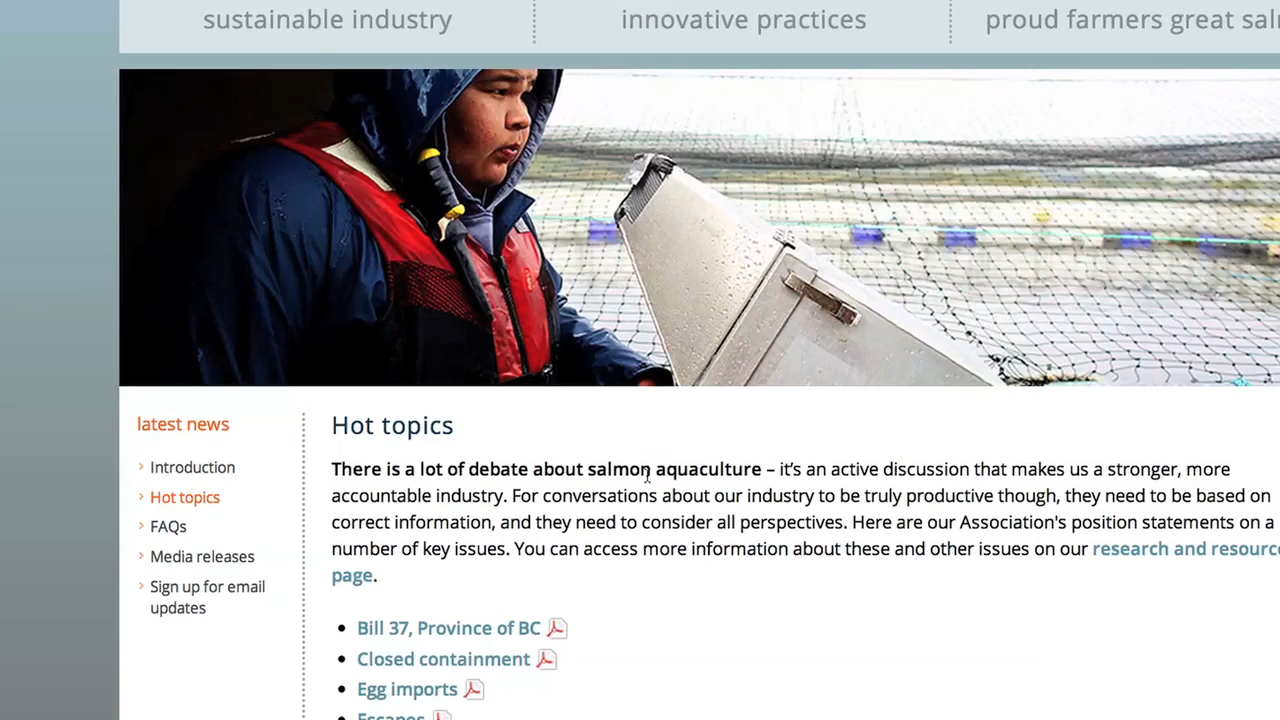 sustainable industry
innovative practices
proud farmers great
latest news
Introduction
Hot topics
FAQs
Media releases
Sign up for email
updates
Hot topics
There is a lot of debate about salmon aquaculture – it's an active discussion that makes us a stronger, more
accountable industry. For conversations about our industry to be truly productive though, they need to be based on
correct information, and they need to consider all perspectives. Here are our Association's position statements on a
number of key issues. You can access more information about these and other issues on our research and
page.
Bill 37, Province of BC
Closed containment
Egg imports
Escapes